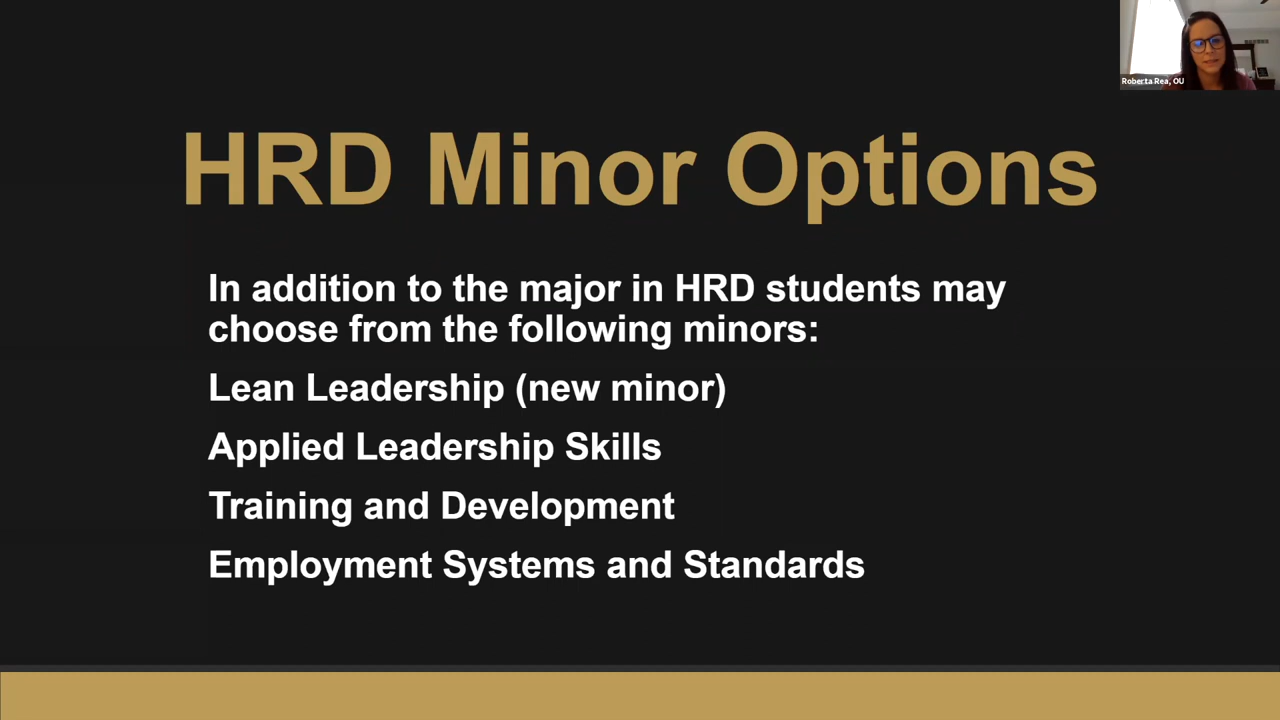 Roberta Rea, OU
HRD Minor Options
In addition to the major in HRD students may
choose from the following minors:
Lean Leadership (new minor)
Applied Leadership Skills
Training and Development
Employment Systems and Standards